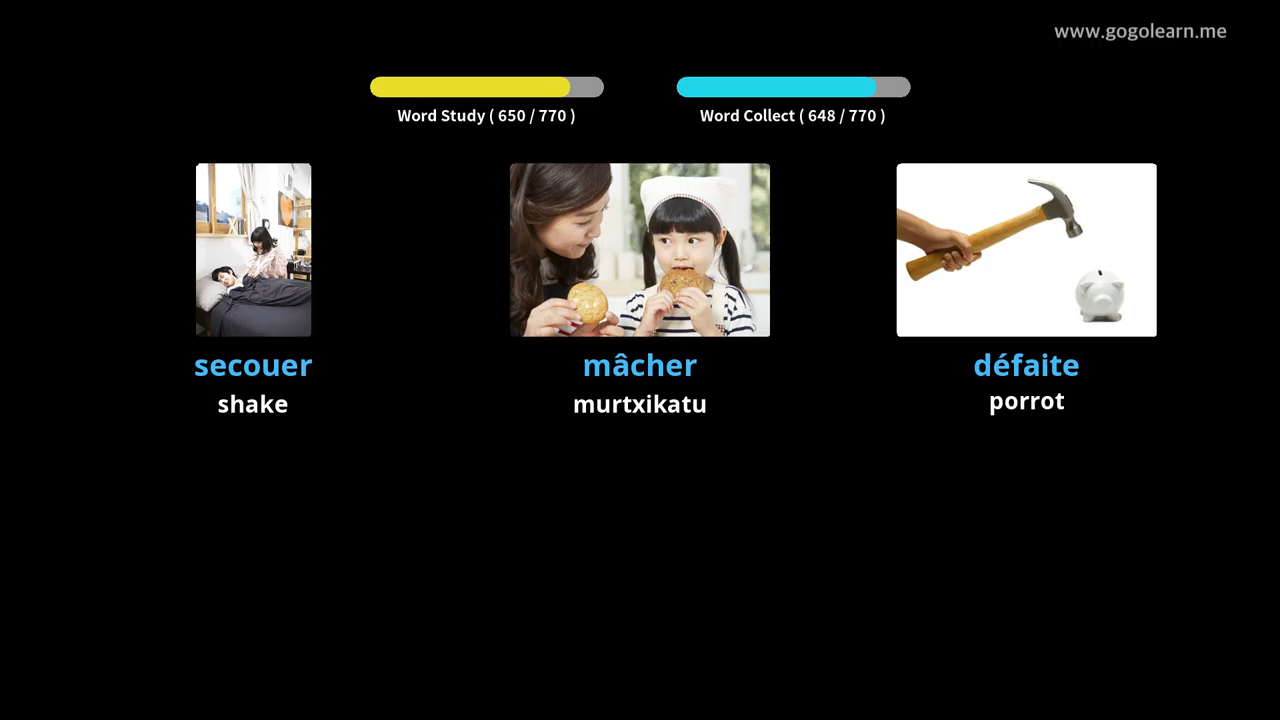 www.gogolearn.me
Word Study ( 650 / 770 )
Word Collect ( 648 / 770 )
secouer
shake
mâcher
murtxikatu
défaite
porrot